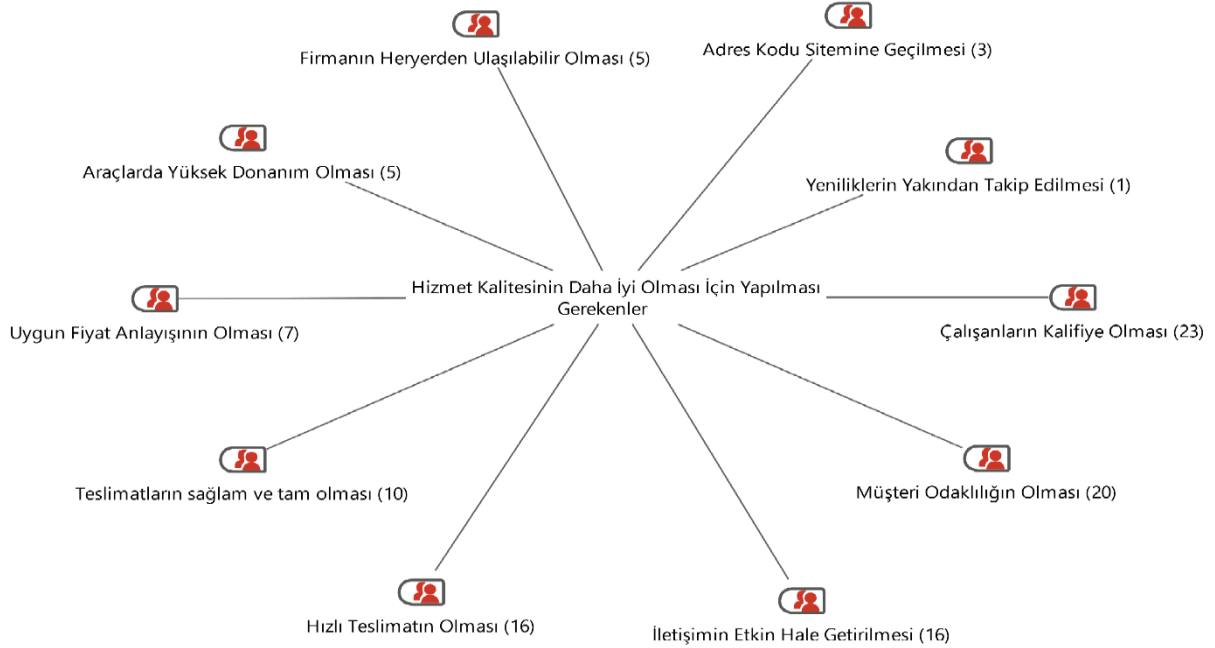 Adres Kodu Sitemine Geçilmesi (3)
Firmanın Heryerden Ulaşılabilir Olması (5)
Araçlarda Yüksek Donanım Olması (5)
Yeniliklerin Yakından Takip Edilmesi (1)
Hizmet Kalitesinin Daha İyi Olması İçin Yapılması
Gerekenler
Uygun Fiyat Anlayışının Olması (7)
Çalışanların Kalifiye Olması (23)
Teslimatların sağlam ve tam olması (10)
Müşteri Odaklılığın Olması (20)
Hızlı Teslimatın Olması (16)
İletişimin Etkin Hale Getirilmesi (16)